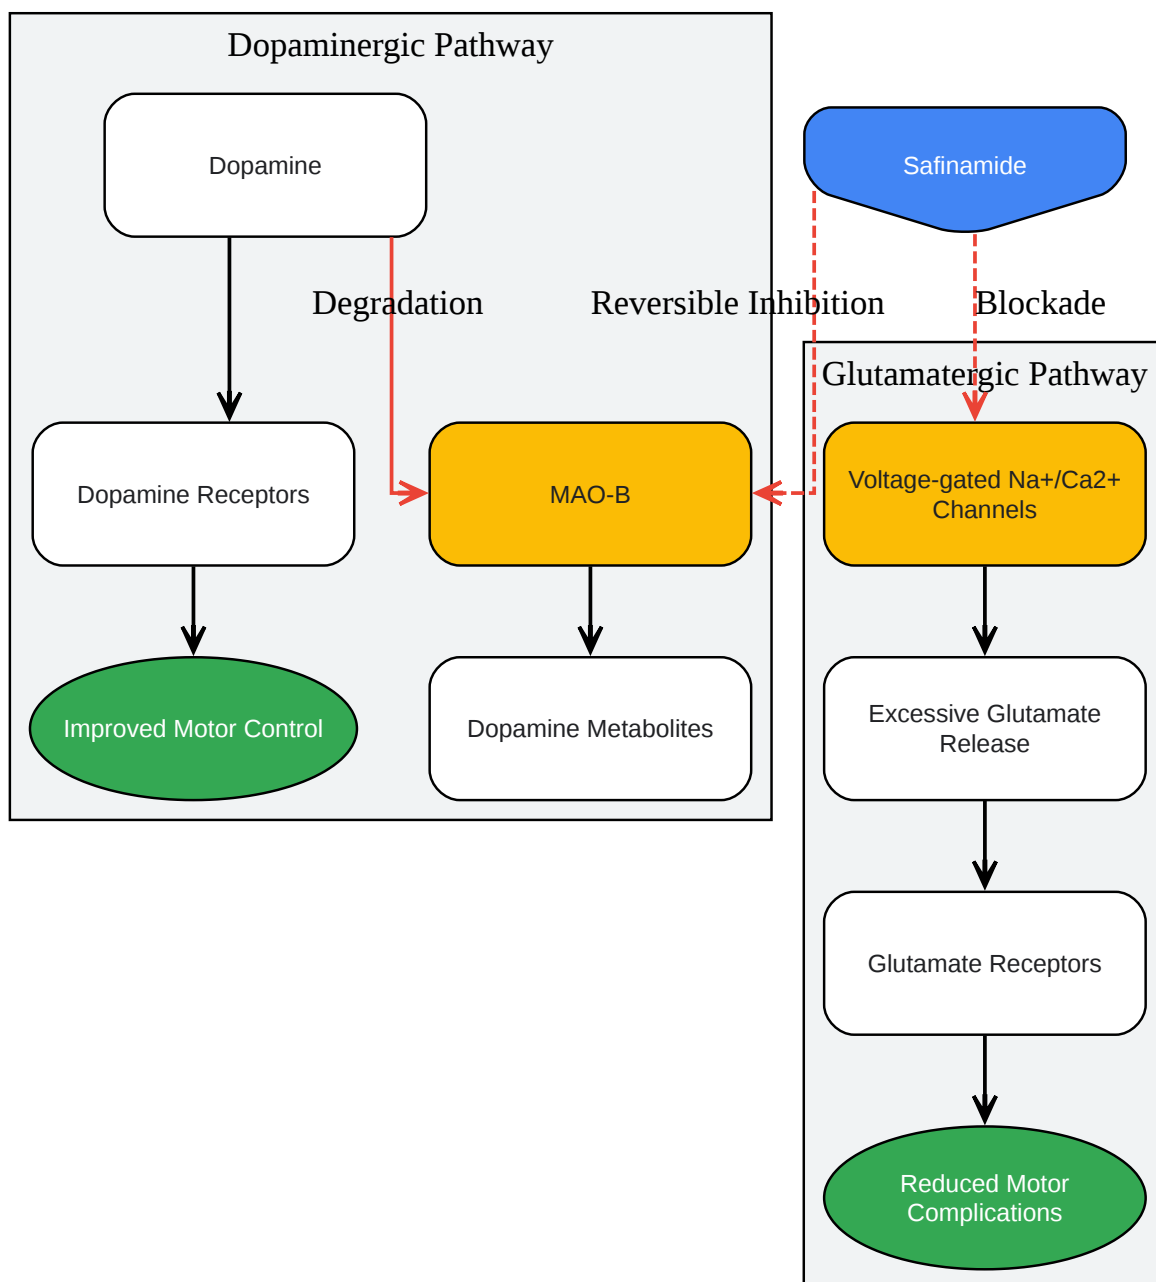 Dopaminergic Pathway
Dopamine
Safinamide
Degradation
Reversible Inhibition
Blockade
Glutamatergic Pathway
Dopamine Receptors
MAO-B
Voltage-gated Na+/Ca2+
Channels
Improved Motor Control
Dopamine Metabolites
Excessive Glutamate
Release
Glutamate Receptors
Reduced Motor
Complications